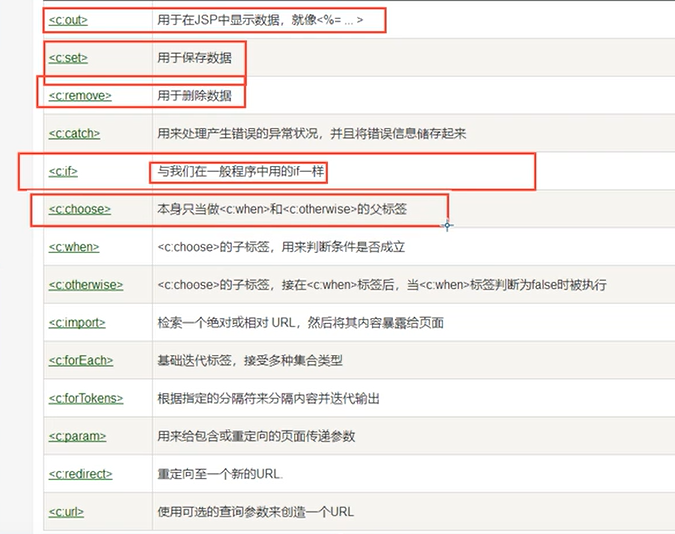 <c:out> 用于在JSP中显示数据，就像<%= ... >
<c:set> 用于保存数据
<c:remove> 用于删除数据
<c:catch> 用来处理产生错误的异常状况，并且将错误信息储存起来
<c:if> 与我们在一般程序中用的if一样
<c:choose> 本身只当做<c:when>和<c:otherwise>的父标签
<c:when> <c:choose>的子标签，用来判断条件是否成立
<c:otherwise> <c:choose>的子标签，接在<c:when>标签后，当<c:when>标签判断为false时被执行
<c:import> 检索一个绝对或相对 URL，然后将其内容暴露给页面
<c:forEach> 基础迭代标签，接受多种集合类型
<c:forTokens> 根据指定的分隔符来分隔内容并迭代输出
<c:param> 用来给包含或重定向的页面传递参数
<c:redirect> 重定向至一个新的URL.
<c:url> 使用可选的查询参数来创造一个URL